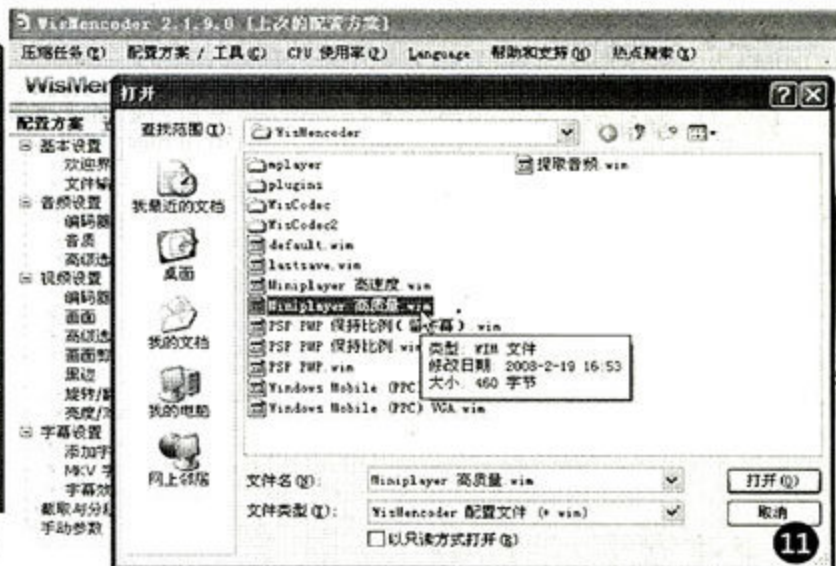 WisMencoder 2.1.9.0 [上次的配置方案]
压缩任务(T) 配置方案 / 工具(C) CPU 使用率(P) Language 帮助和支持(H) 热点搜索(X)
WisMen
打开
配置方案
查找范围(I): WisMencoder
基本设置
欢迎界
文件输
音频设置
编码器
音质
高级选
视频设置
编码器
画面
高级选
画面剪
黑边
旋转/翻
亮度/
字幕设置
添加字
MKV 字
字幕效
截取与分段
手动参数
我最近的文档
桌面
我的文档
我的电脑
网上邻居
mplayer
plugins
WisCodec
WisCodec2
default.wim
lastsave.wim
Miniplayer 高速度.wim
Miniplayer 高质量.wim
PSP PMP 保持比例(留字幕).wim
PSP PMP 保持比例.wim
PSP PMP.wim
Windows Mobile (PPC)
Windows Mobile (PPC) VGA.wim
提取音频.wim
类型: WIM 文件
修改日期: 2008-2-19 16:53
大小: 460 字节
文件名(N): Miniplayer 高质量.wim 打开(O)
文件类型(T): WisMencoder 配置文件 (*.wim) 取消
以只读方式打开(R)
11